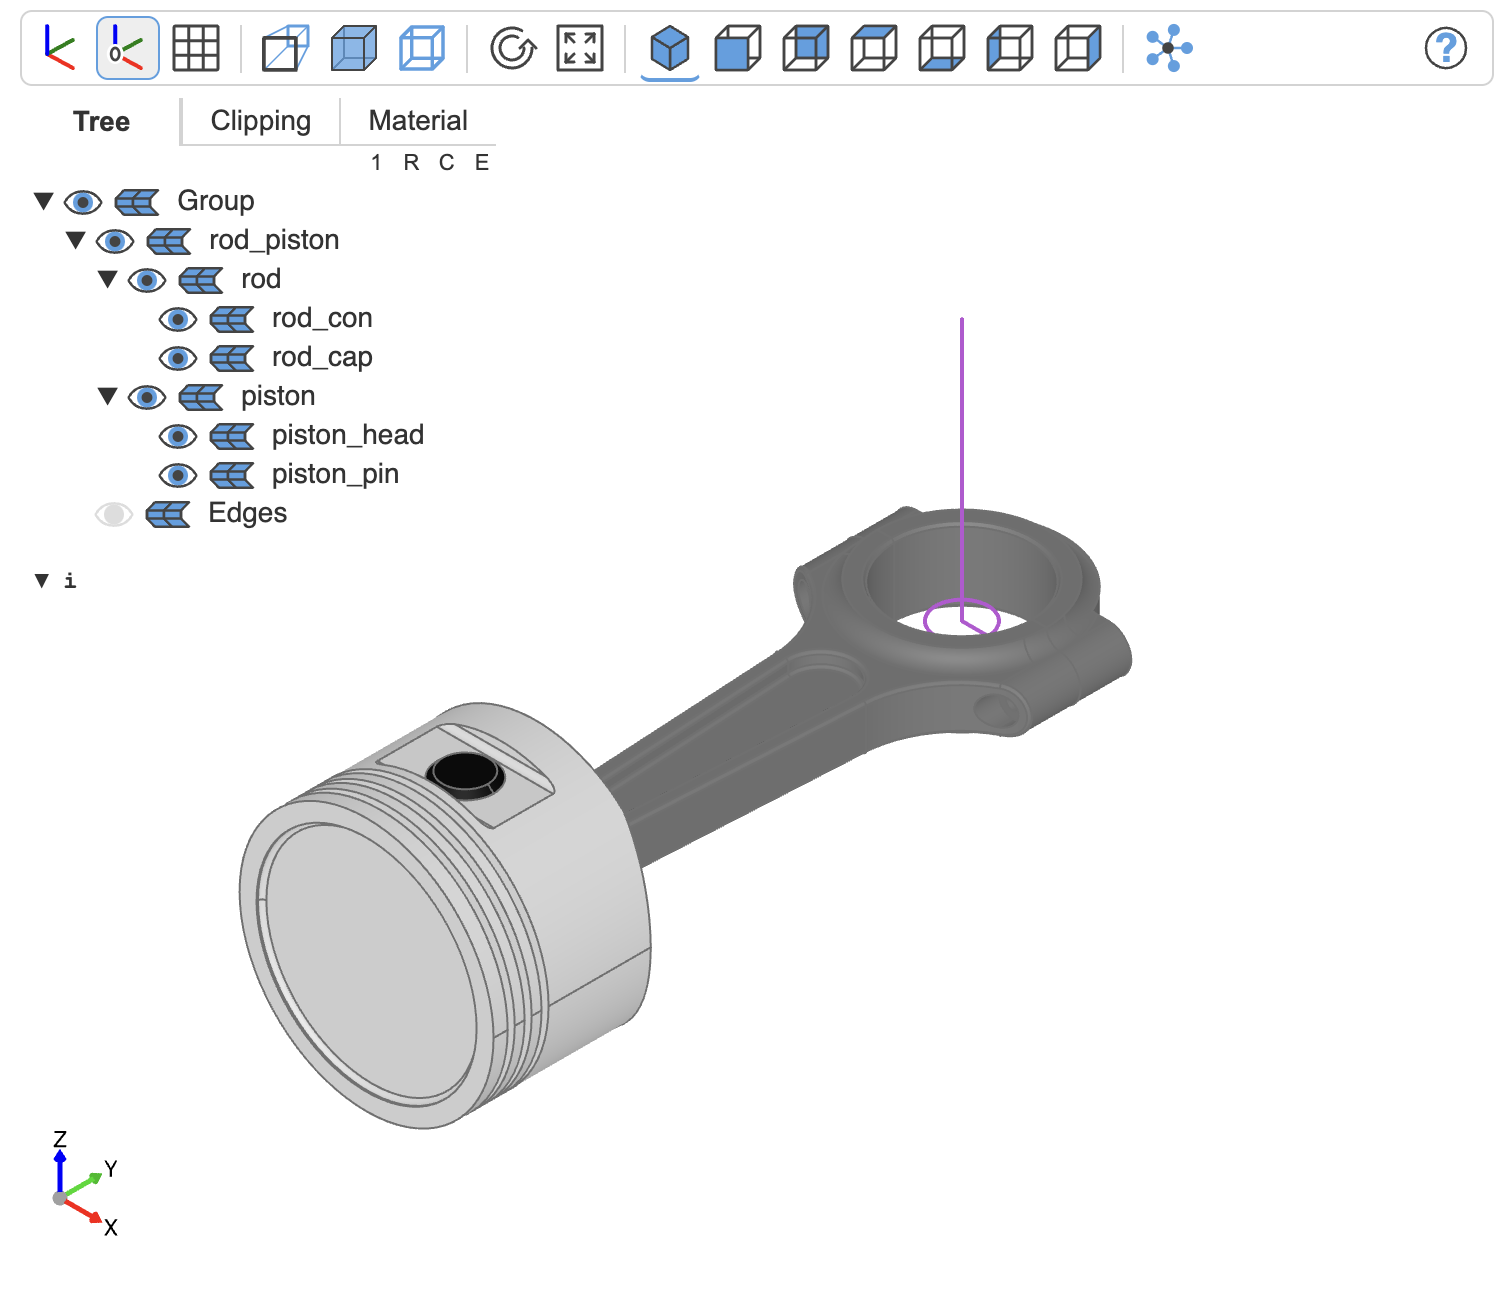 0
?
Tree Clipping Material
1 R C E
Group
rod_piston
rod
rod_con
rod_cap
piston
piston_head
piston_pin
Edges
i
Z
Y
X